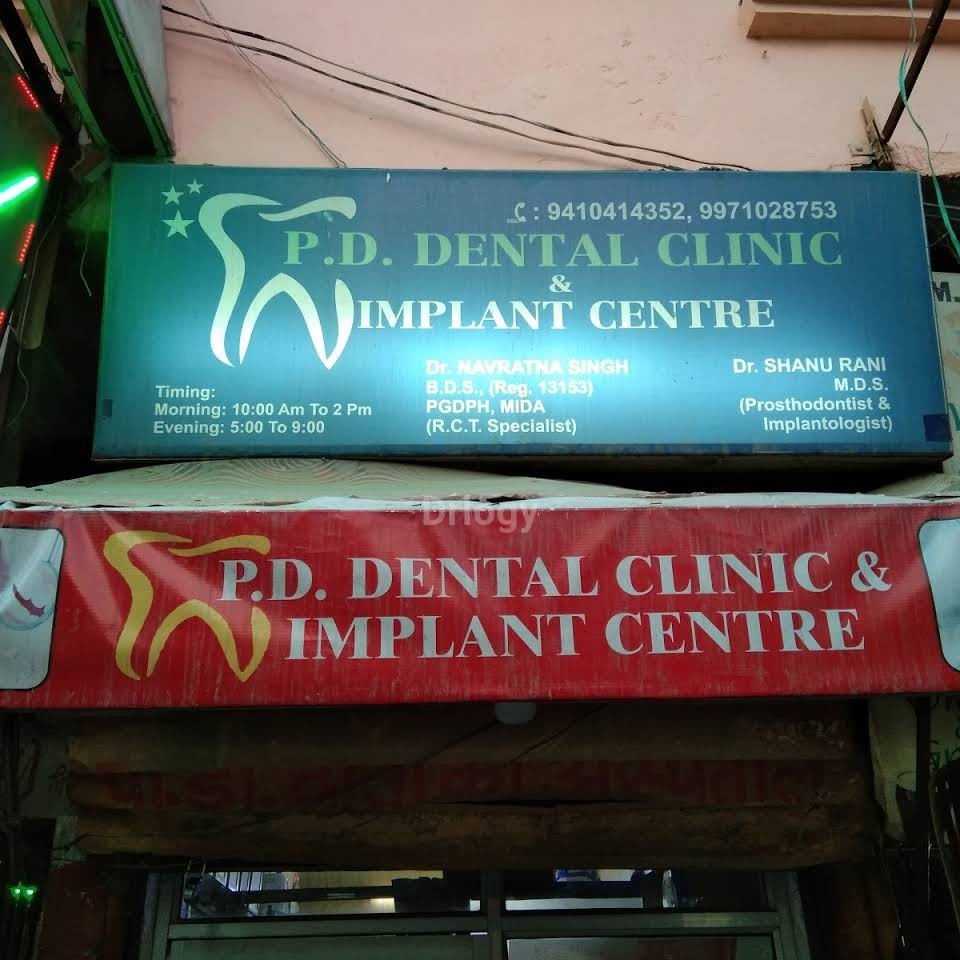 : 9410414352, 9971028753
P.D. DENTAL CLINIC
&
IMPLANT CENTRE
Timing:
Morning: 10:00 Am To 2 Pm
Evening: 5:00 To 9:00
Dr. NAVRATNA SINGH
B.D.S., (Reg. 13153)
PGDPH, MIDA
(R.C.T. Specialist)
Dr. SHANU RANI
M.D.S.
(Prosthodontist &
Implantologist)
M.
Drlogy
P.D. DENTAL CLINIC &
IMPLANT CENTRE